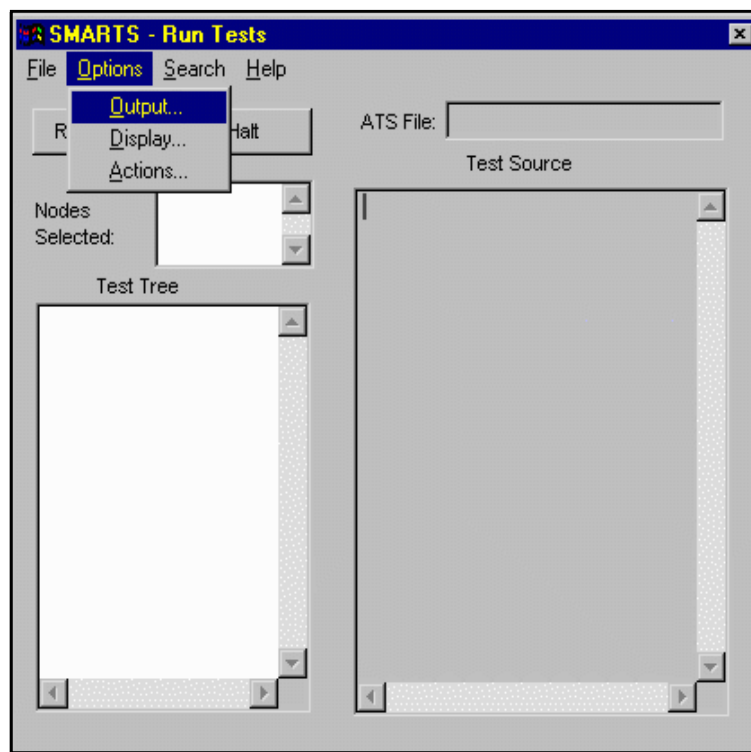 SMARTS - Run Tests
File Options Search Help
Output...
Display...
Actions...
R
Halt
ATS File:
Test Source
Nodes
Selected:
Test Tree